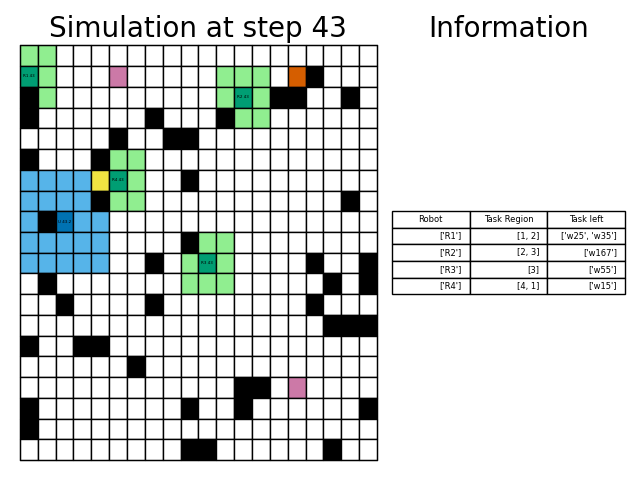 Simulation at step 43
Information
Robot Task Region Task left
['R1'] [1, 2] ['w25', 'w35']
['R2'] [2, 3] ['w167']
['R3'] [3] ['w55']
['R4'] [4, 1] ['w15']